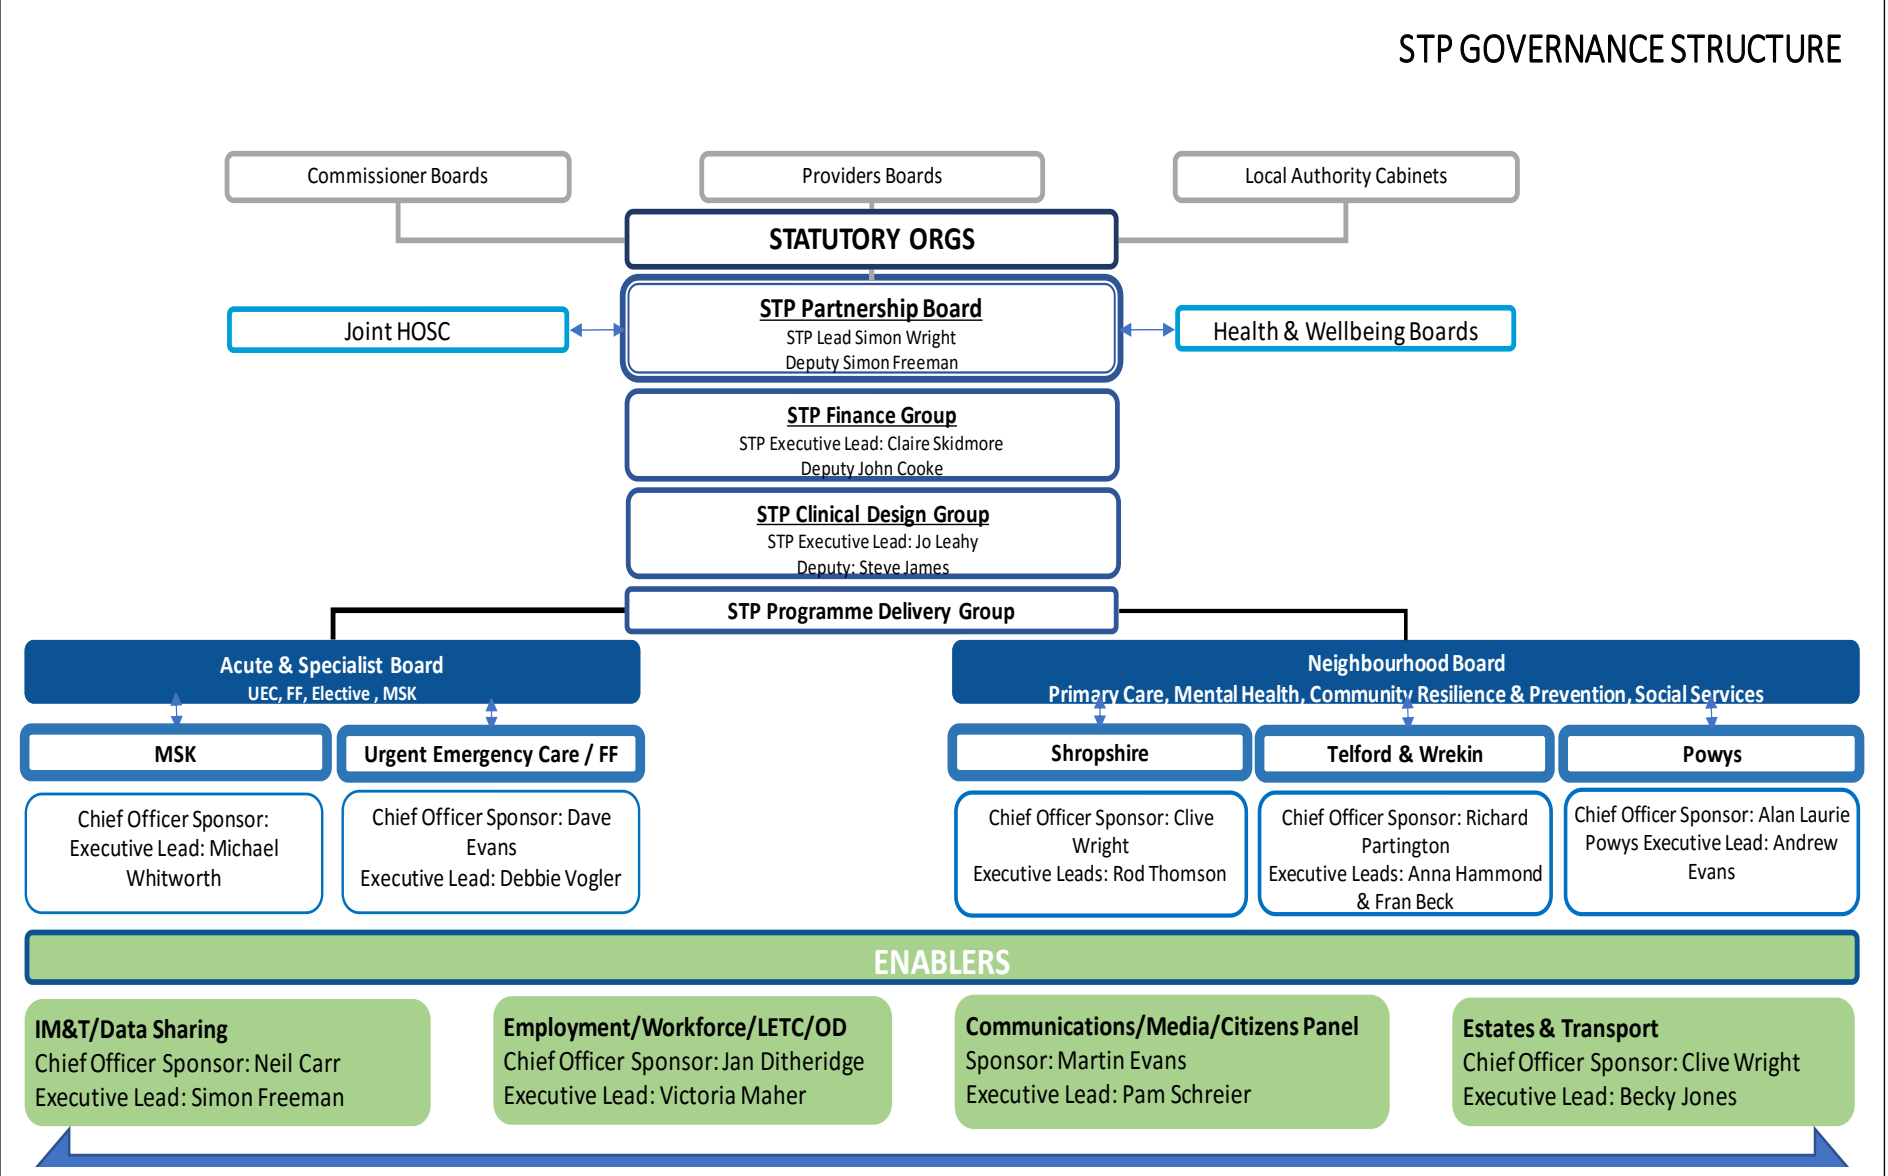 STP GOVERNANCE STRUCTURE
Commissioner Boards
Providers Boards
Local Authority Cabinets
STATUTORY ORGS
STP Partnership Board
STP Lead Simon Wright
Deputy Simon Freeman
Joint HOSC
Health & Wellbeing Boards
STP Finance Group
STP Executive Lead: Claire Skidmore
Deputy John Cooke
STP Clinical Design Group
STP Executive Lead: Jo Leahy
Deputy: Steve James
STP Programme Delivery Group
Acute & Specialist Board
UEC, FF, Elective , MSK
Neighbourhood Board
Primary Care, Mental Health, Community Resilience & Prevention, Social Services
MSK
Urgent Emergency Care / FF
Shropshire
Telford & Wrekin
Powys
Chief Officer Sponsor:
Executive Lead: Michael
Whitworth
Chief Officer Sponsor: Dave
Evans
Executive Lead: Debbie Vogler
Chief Officer Sponsor: Clive
Wright
Executive Leads: Rod Thomson
Chief Officer Sponsor: Richard
Partington
Executive Leads: Anna Hammond
& Fran Beck
Chief Officer Sponsor: Alan Laurie
Powys Executive Lead: Andrew
Evans
ENABLERS
IM&T/Data Sharing
Chief Officer Sponsor: Neil Carr
Executive Lead: Simon Freeman
Employment/Workforce/LETC/OD
Chief Officer Sponsor: Jan Ditheridge
Executive Lead: Victoria Maher
Communications/Media/Citizens Panel
Sponsor: Martin Evans
Executive Lead: Pam Schreier
Estates & Transport
Chief Officer Sponsor: Clive Wright
Executive Lead: Becky Jones